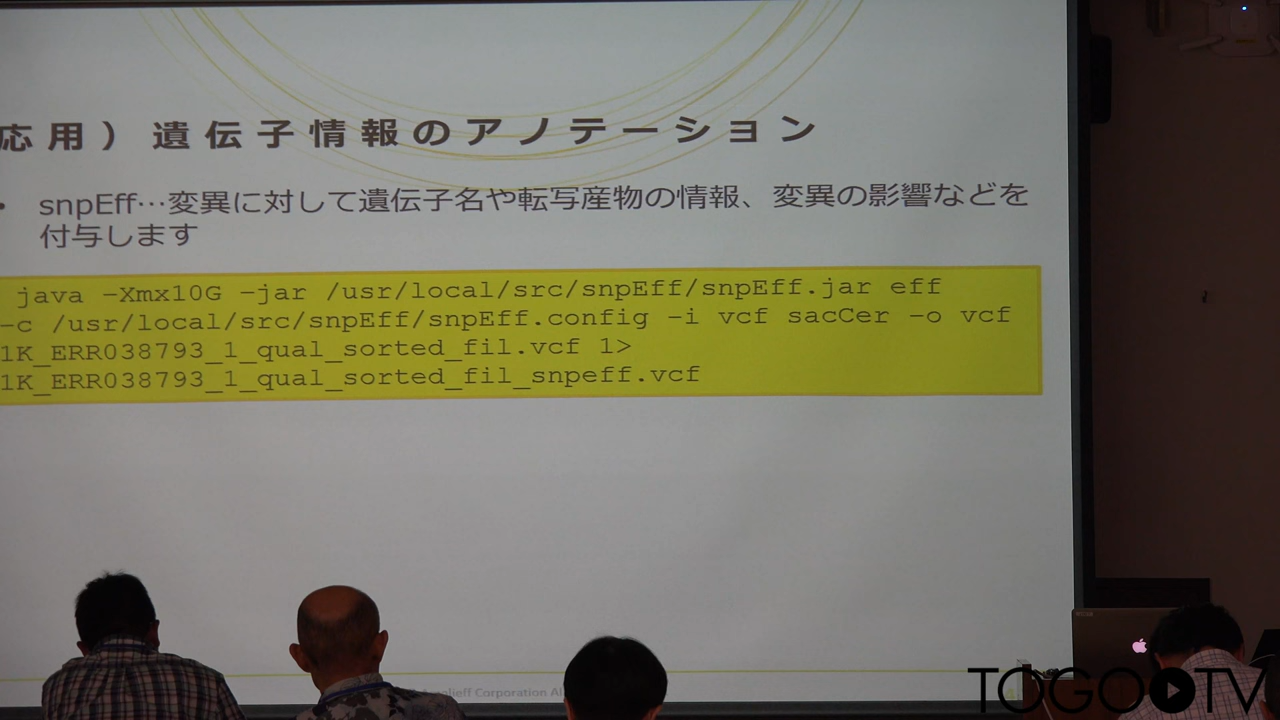 応用）遺伝子情報のアノテーション
• snpEff…変異に対して遺伝子名や転写産物の情報、変異の影響などを
付与します
java –Xmx10G –jar /usr/local/src/snpEff/snpEff.jar eff
–c /usr/local/src/snpEff/snpEff.config –i vcf sacCer –o vcf
1K_ERR038793_1_qual_sorted_fil.vcf 1>
1K_ERR038793_1_qual_sorted_fil_snpeff.vcf
Corporation
TOGO TV